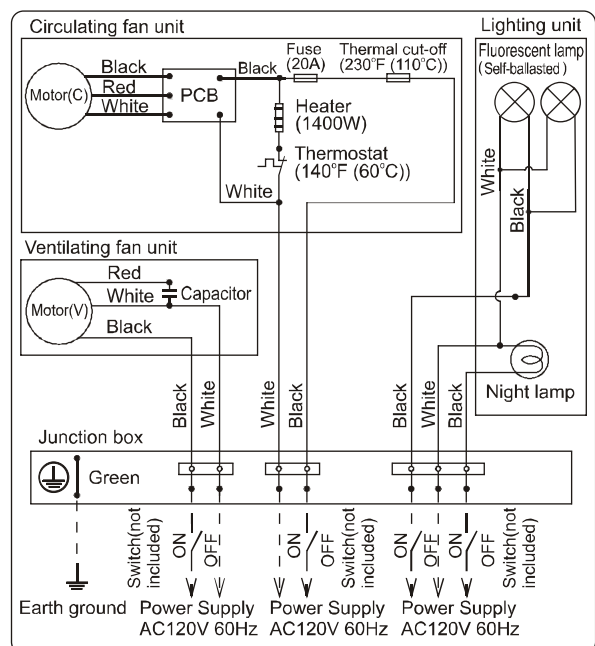 Circulating fan unit
Lighting unit
Fuse
(20A)
Thermal cut-off
(230°F (110°C))
Fluorescent lamp
(Self-ballasted)
Black
Red
White
Motor(C)
PCB
Black
Heater
(1400W)
Thermostat
(140°F (60°C))
White
White
Black
Ventilating fan unit
Red
White
Capacitor
Motor(V)
Black
Night lamp
Black
White
White
Black
Black
White
Black
Junction box
Green
Switch(not
included)
ON
OFF
ON
OFF
Switch(not
included)
ON
OFF
ON
OFF
Switch(not
included)
Earth ground
Power Supply
AC120V 60Hz
Power Supply
AC120V 60Hz
Power Supply
AC120V 60Hz